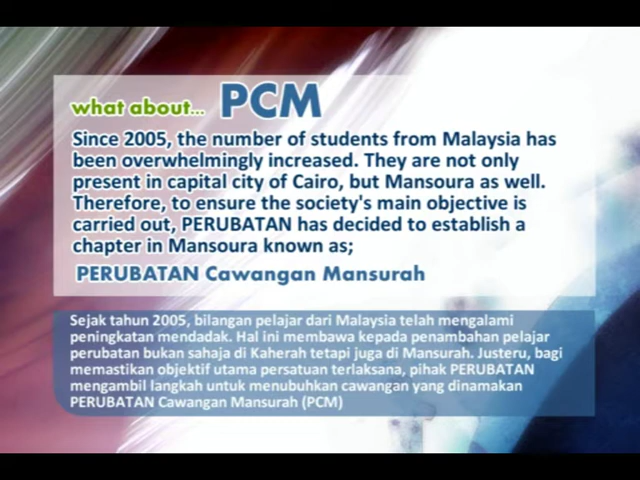 what about... PCM
Since 2005, the number of students from Malaysia has
been overwhelmingly increased. They are not only
present in capital city of Cairo, but Mansoura as well.
Therefore, to ensure the society's main objective is
carried out, PERUBATAN has decided to establish a
chapter in Mansoura known as;
PERUBATAN Cawangan Mansurah
Sejak tahun 2005, bilangan pelajar dari Malaysia telah mengalami
peningkatan mendadak. Hal ini membawa kepada penambahan pelajar
perubatan bukan sahaja di Kaherah tetapi juga di Mansurah. Justeru, bagi
memastikan objektif utama persatuan terlaksana, pihak PERUBATAN
mengambil langkah untuk menubuhkan cawangan yang dinamakan
PERUBATAN Cawangan Mansurah (PCM)